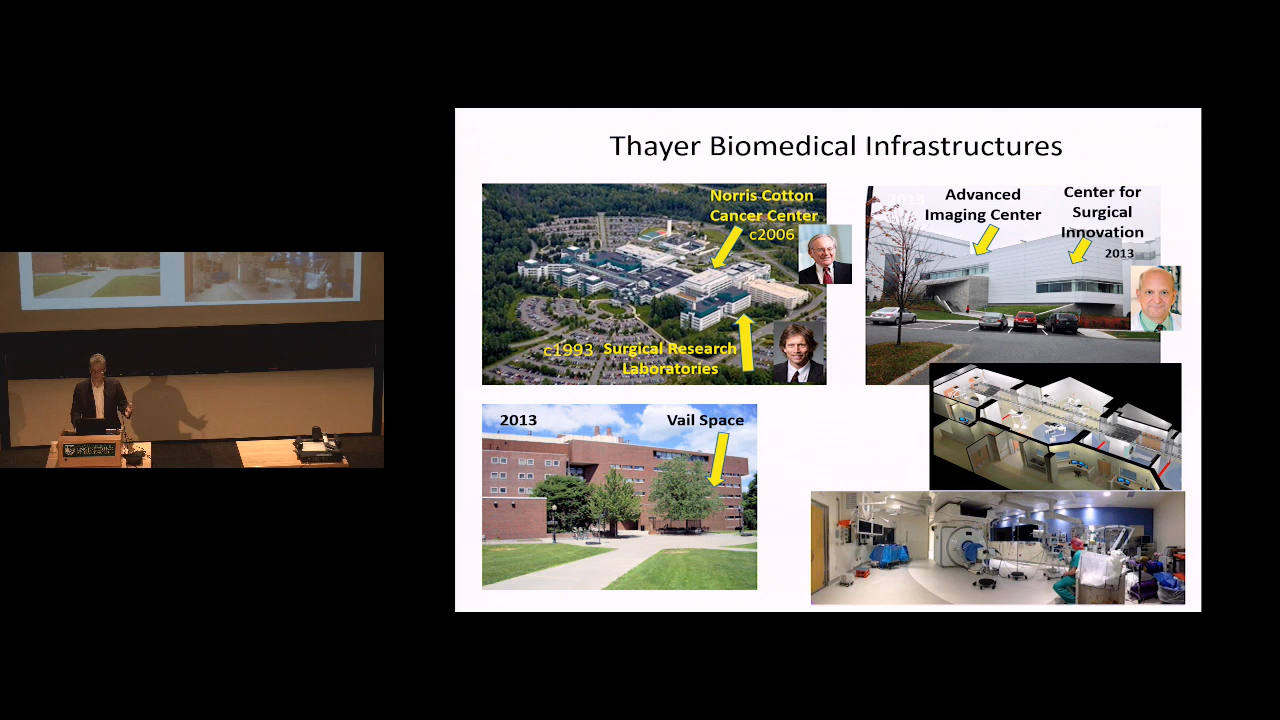 Thayer Biomedical Infrastructures
Norris Cotton
Cancer Center
c2006
c1993 Surgical Research
Laboratories
2013
Advanced
Imaging Center
Center for
Surgical
Innovation
2013
2013
Vail Space